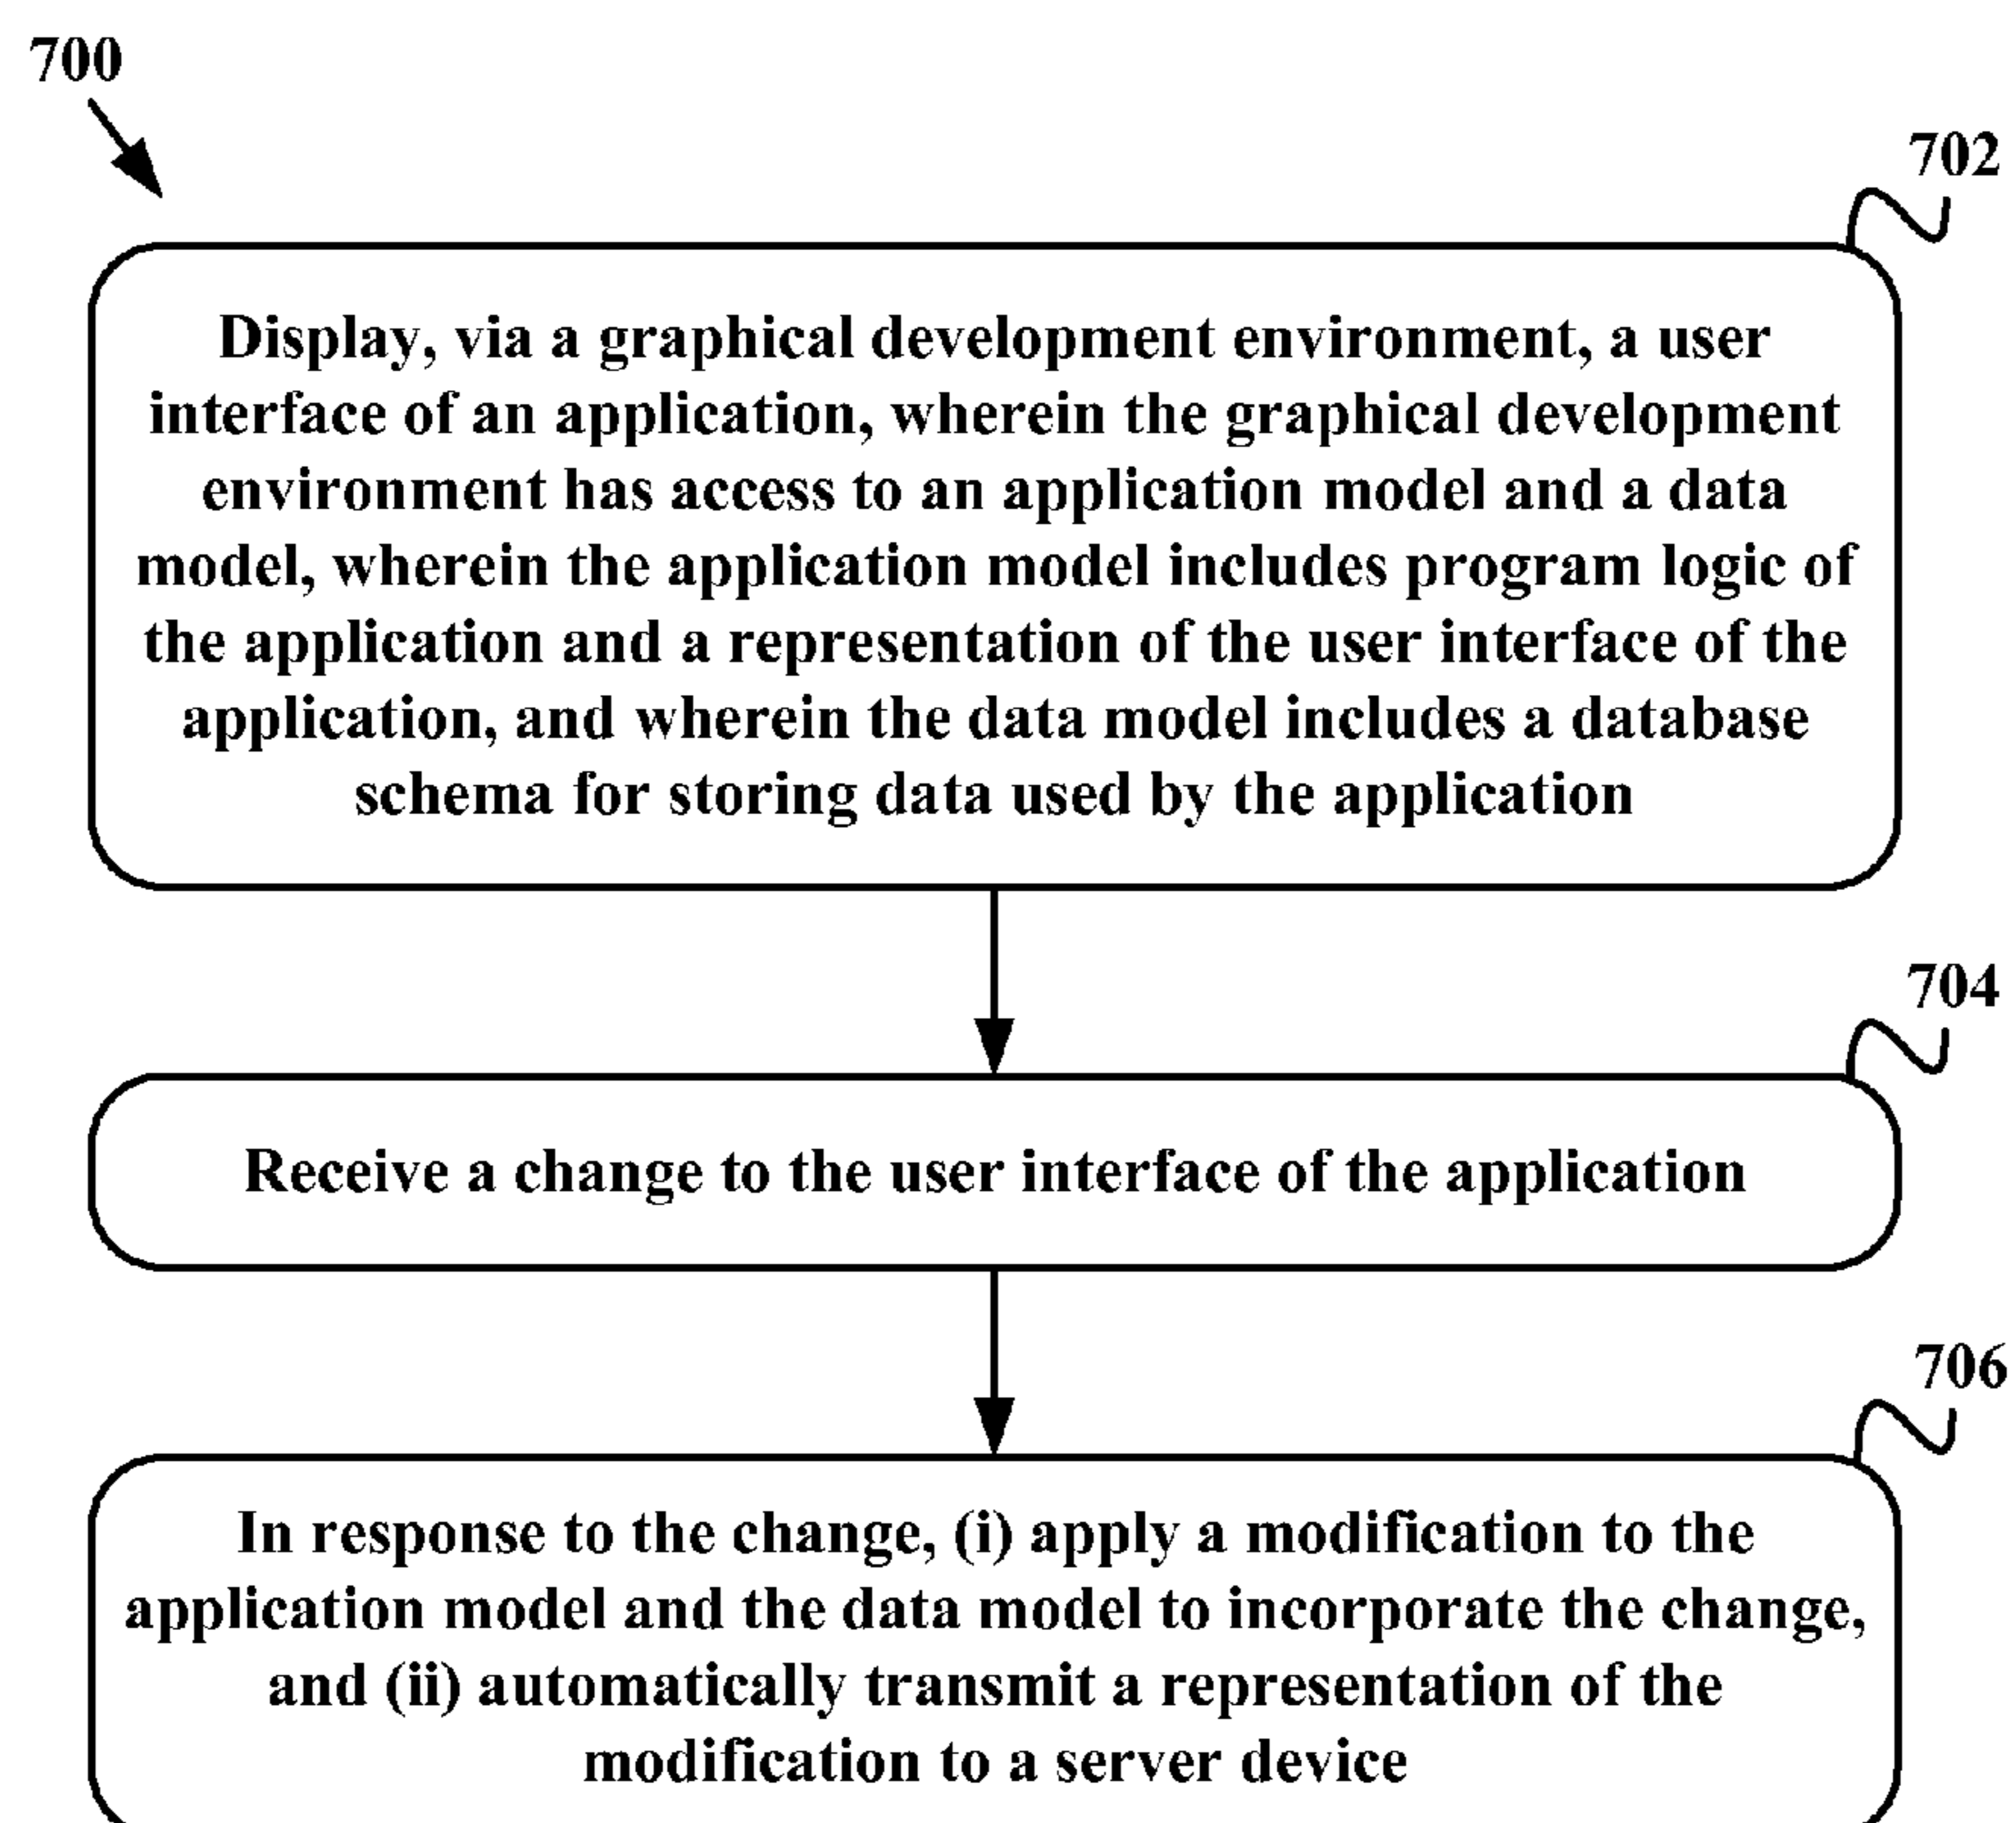 700
702
Display, via a graphical development environment, a user
interface of an application, wherein the graphical development
environment has access to an application model and a data
model, wherein the application model includes program logic of
the application and a representation of the user interface of the
application, and wherein the data model includes a database
schema for storing data used by the application
704
Receive a change to the user interface of the application
706
In response to the change, (i) apply a modification to the
application model and the data model to incorporate the change,
and (ii) automatically transmit a representation of the
modification to a server device